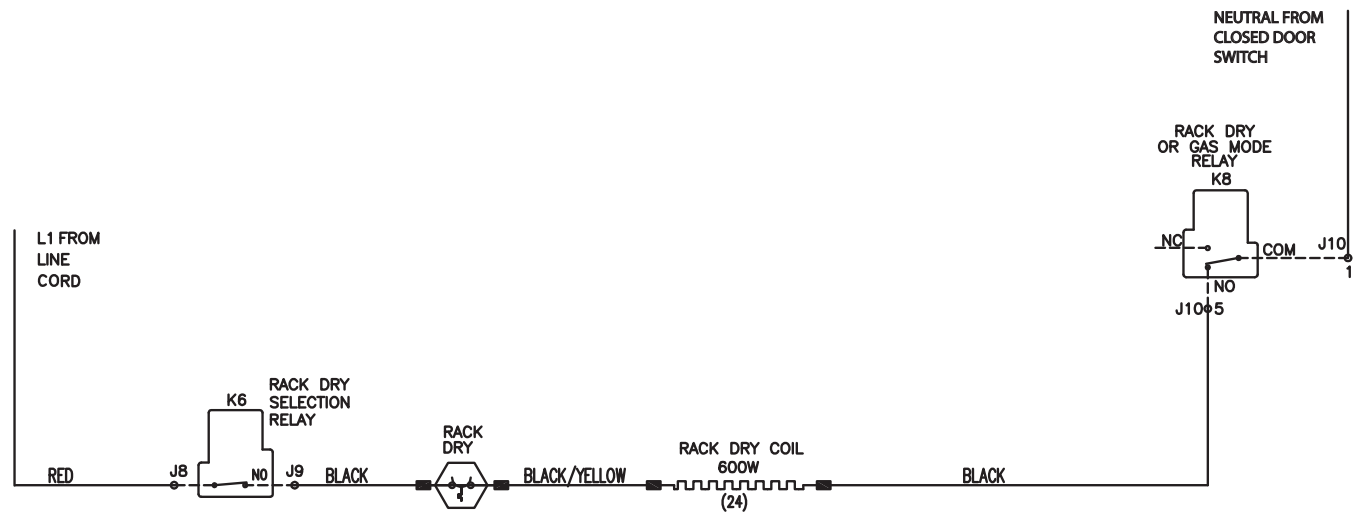 NEUTRAL FROM
CLOSED DOOR
SWITCH
RACK DRY
OR GAS MODE
RELAY
K8
NC
COM
J10
1
NO
J10 5
L1 FROM
LINE
CORD
K6
RACK DRY
SELECTION
RELAY
RED
J8
NO
J9
BLACK
RACK
DRY
BLACK/YELLOW
RACK DRY COIL
600W
(24)
BLACK